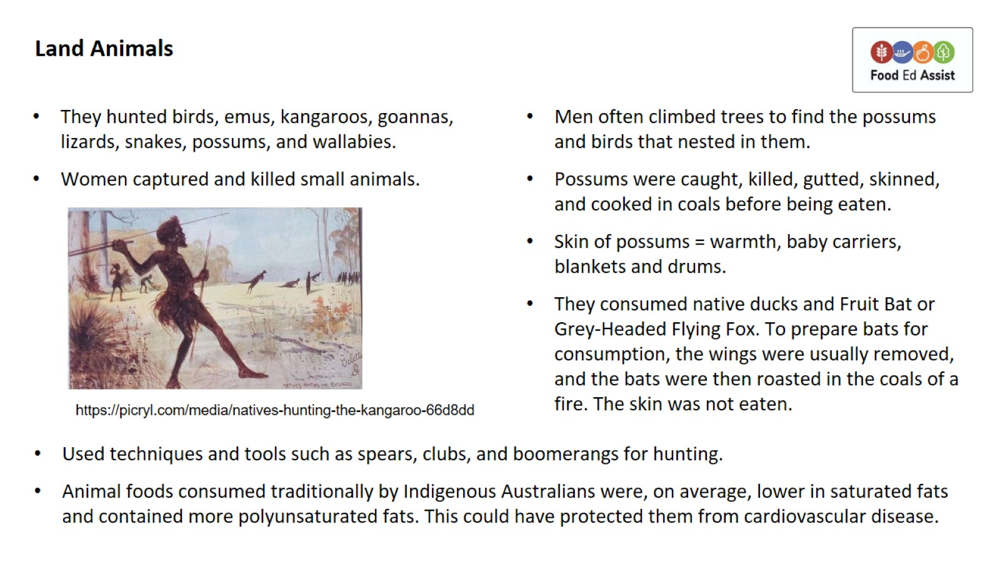 Land Animals
Food Ed Assist
• They hunted birds, emus, kangaroos, goannas,
lizards, snakes, possums, and wallabies.
• Women captured and killed small animals.
Odette
AUSTRALIA
NATIVES HUNTING THE KANGAROO
https://picryl.com/media/natives-hunting-the-kangaroo-66d8dd
• Men often climbed trees to find the possums
and birds that nested in them.
• Possums were caught, killed, gutted, skinned,
and cooked in coals before being eaten.
• Skin of possums = warmth, baby carriers,
blankets and drums.
• They consumed native ducks and Fruit Bat or
Grey-Headed Flying Fox. To prepare bats for
consumption, the wings were usually removed,
and the bats were then roasted in the coals of a
fire. The skin was not eaten.
• Used techniques and tools such as spears, clubs, and boomerangs for hunting.
• Animal foods consumed traditionally by Indigenous Australians were, on average, lower in saturated fats
and contained more polyunsaturated fats. This could have protected them from cardiovascular disease.